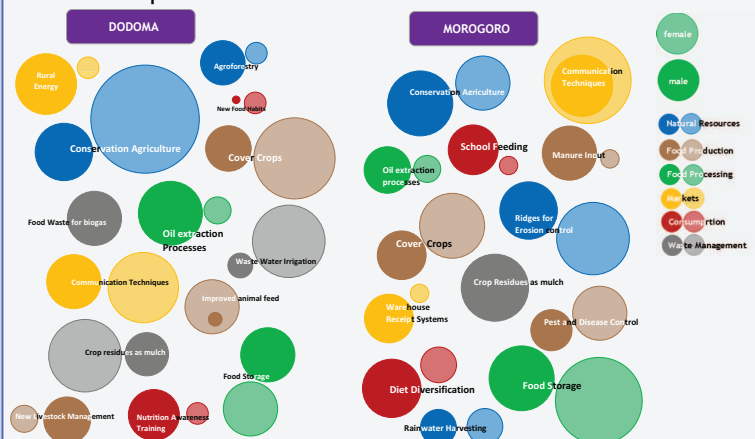 DODOMA
MOROGORO
female
male
Natural Resources
Food Production
Food Processing
Markets
Consumption
Waste Management
Rural
Energy
Agroforestry
New Food Habits
Conservation Agriculture
Cover Crops
Food Waste for biogas
Oil extraction
Processes
Waste Water Irrigation
Communication Techniques
Improved animal feed
Crop residues as mulch
Food Storage
New Livestock Management
Nutrition Awareness
Training
Conservation Aericulture
Communication
Techniques
School Feeding
Manure Inout
Oil extraction
processes
Ridges for
Erosion control
Cover Crops
Crop Residues as mulch
Warehouse
Receipt Systems
Pest and Disease Control
Diet Diversification
Food Storage
Rainwater Harvesting